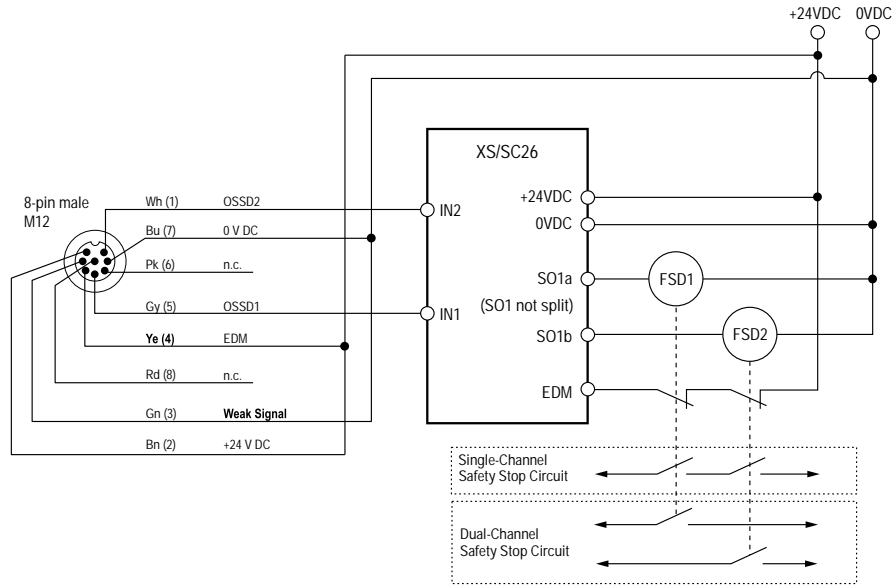 +24VDC 0VDC
XS/SC26
8-pin male
M12
Wh (1) OSSD2
Bu (7) 0 V DC
Pk (6) n.c.
Gy (5) OSSD1
Ye (4) EDM
Rd (8) n.c.
Gn (3) Weak Signal
Bn (2) +24 V DC
IN2
IN1
+24VDC
0VDC
SO1a
(SO1 not split)
SO1b
EDM
FSD1
FSD2
Single-Channel
Safety Stop Circuit
Dual-Channel
Safety Stop Circuit